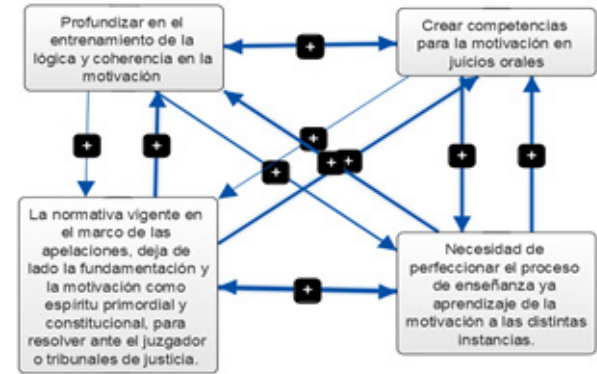 Profundizar en el
entrenamiento de la
lógica y coherencia en la
motivación
Crear competencias
para la motivación en
juicios orales
+
+
+
+
+
+
+
+
+
La normativa vigente en
el marco de las
apelaciones, deja de
lado la fundamentación y
la motivación como
espíritu primordial y
constitucional, para
resolver ante el juzgador
o tribunales de justicia.
Necesidad de
perfeccionar el proceso
de enseñanza ya
aprendizaje de la
motivación a las distintas
instancias.
+